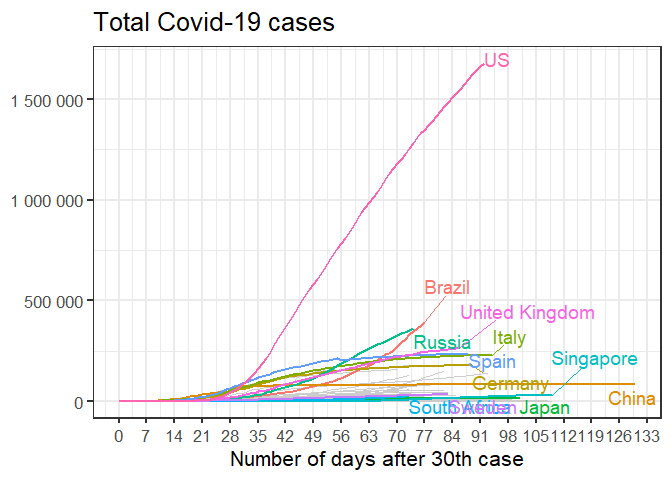 Total Covid-19 cases
US
1 500 000
1 000 000
Brazil
500 000
United Kingdom
Russia
Italy
Singapore
Spain
Germany
China
0
South Africa
Sweden
Japan
0 7 14 21 28 35 42 49 56 63 70 77 84 91 98 105 112 119 126 133
Number of days after 30th case